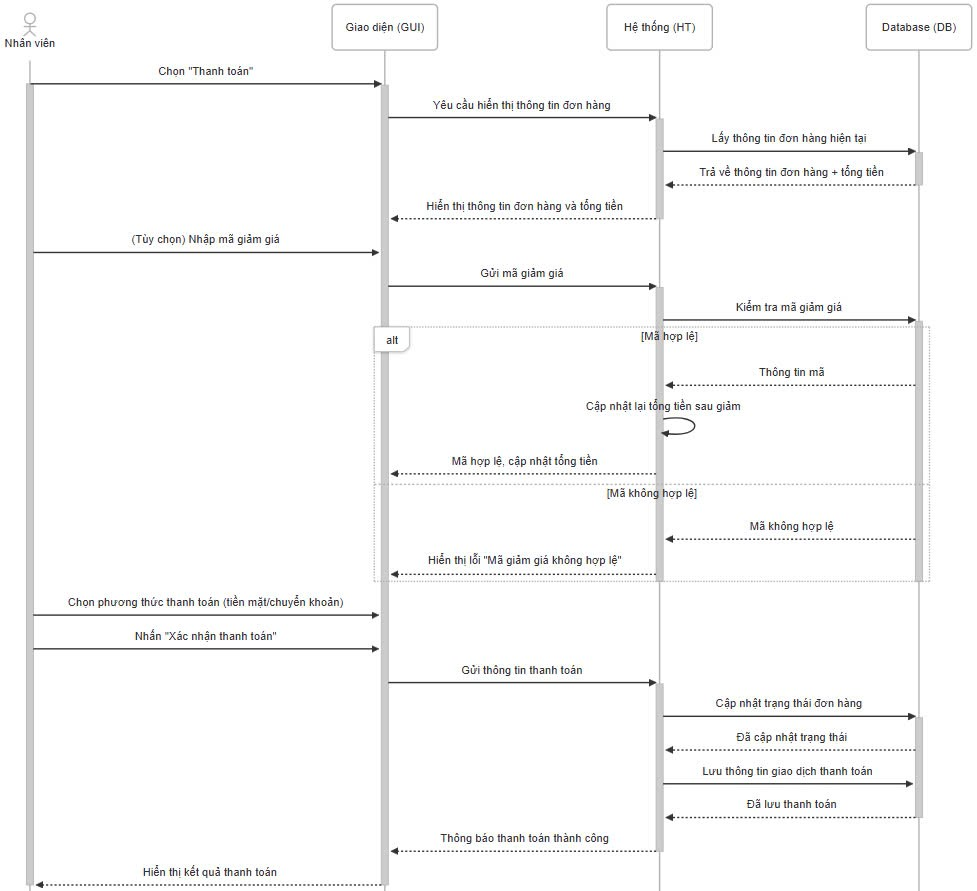 Nhân viên
Giao diện (GUI)
Hệ thống (HT)
Database (DB)
Chọn "Thanh toán"
Yêu cầu hiển thị thông tin đơn hàng
Lấy thông tin đơn hàng hiện tại
Trả về thông tin đơn hàng + tổng tiền
Hiển thị thông tin đơn hàng và tổng tiền
(Tùy chọn) Nhập mã giảm giá
Gửi mã giảm giá
Kiểm tra mã giảm giá
alt
[Mã hợp lệ]
Thông tin mã
Cập nhật lại tổng tiền sau giảm
Mã hợp lệ, cập nhật tổng tiền
[Mã không hợp lệ]
Mã không hợp lệ
Hiển thị lỗi "Mã giảm giá không hợp lệ"
Chọn phương thức thanh toán (tiền mặt/chuyển khoản)
Nhấn "Xác nhận thanh toán"
Gửi thông tin thanh toán
Cập nhật trạng thái đơn hàng
Đã cập nhật trạng thái
Lưu thông tin giao dịch thanh toán
Đã lưu thanh toán
Thông báo thanh toán thành công
Hiển thị kết quả thanh toán